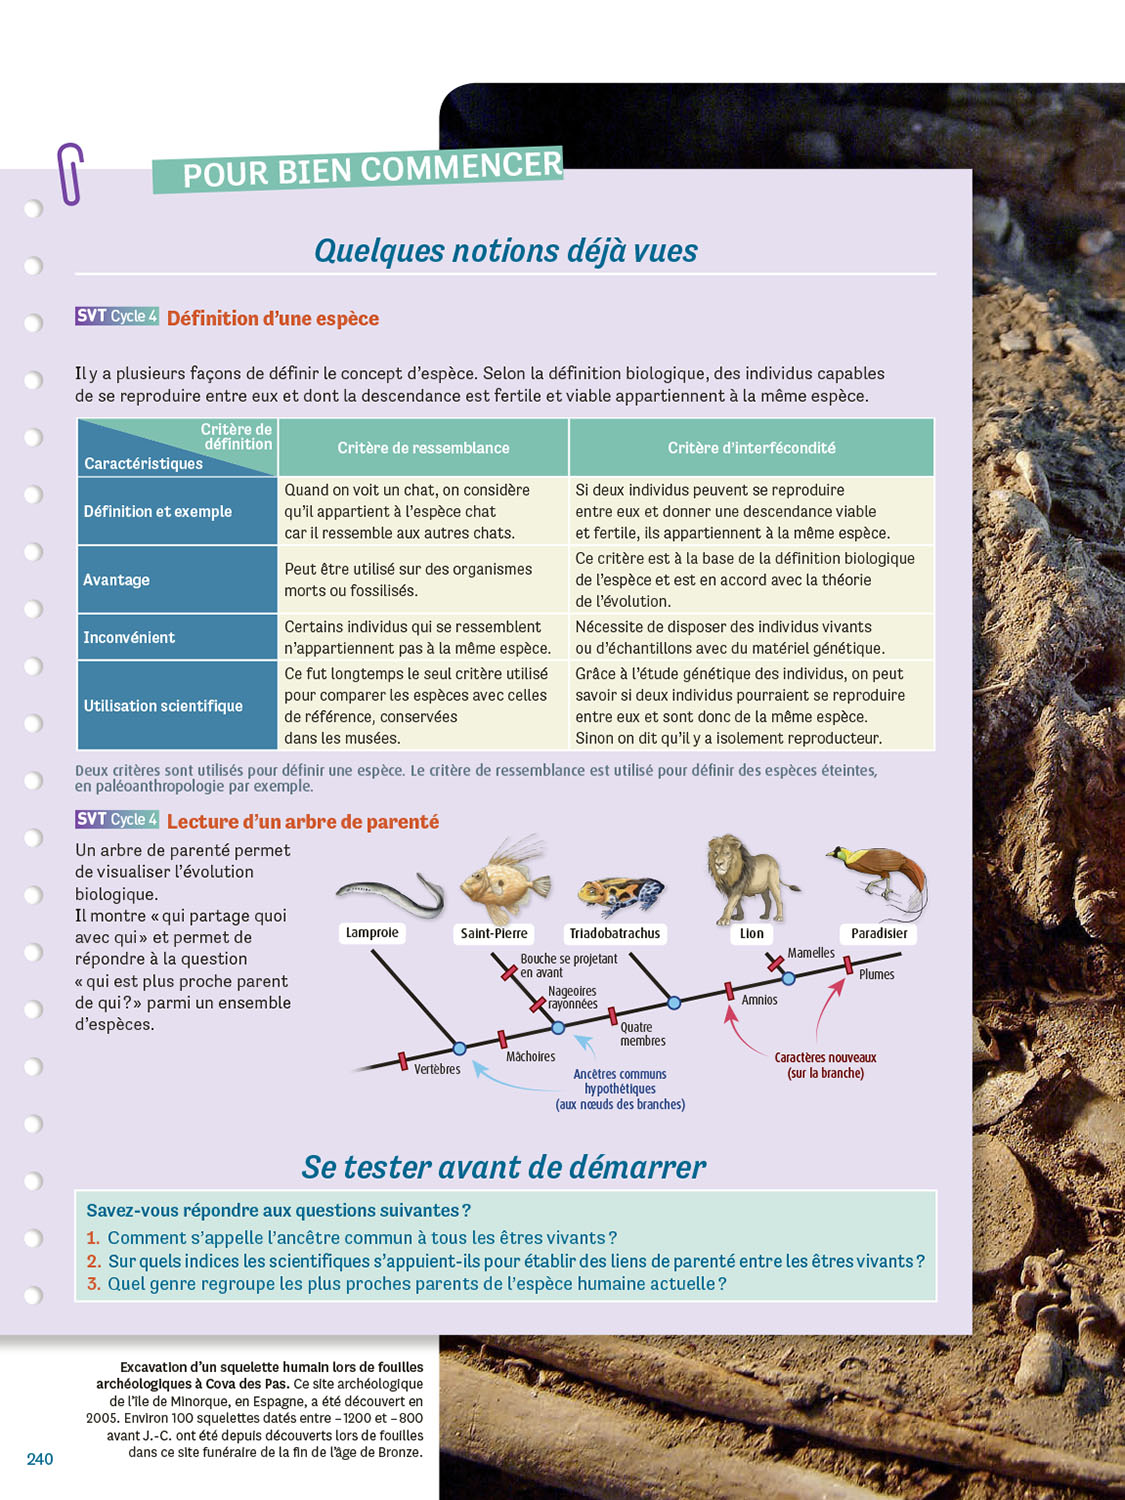 POUR BIEN COMMENCER
Quelques notions déjà vues
SVT Cycle 4 Définition d'une espèce
Il y a plusieurs façons de définir le concept d'espèce. Selon la définition biologique, des individus capables
de se reproduire entre eux et dont la descendance est fertile et viable appartiennent à la même espèce.
Critère de
définition
Caractéristiques
Critère de ressemblance
Critère d'interfécondité
Définition et exemple
Quand on voit un chat, on considère
qu'il appartient à l'espèce chat
car il ressemble aux autres chats.
Si deux individus peuvent se reproduire
entre eux et donner une descendance viable
et fertile, ils appartiennent à la même espèce.
Avantage
Peut être utilisé sur des organismes
morts ou fossilisés.
Ce critère est à la base de la définition biologique
de l'espèce et est en accord avec la théorie
de l'évolution.
Inconvénient
Certains individus qui se ressemblent
n'appartiennent pas à la même espèce.
Nécessite de disposer des individus vivants
ou d'échantillons avec du matériel génétique.
Utilisation scientifique
Ce fut longtemps le seul critère utilisé
pour comparer les espèces avec celles
de référence, conservées
dans les musées.
Grâce à l'étude génétique des individus, on peut
savoir si deux individus pourraient se reproduire
entre eux et sont donc de la même espèce.
Sinon on dit qu'il y a isolement reproducteur.
Deux critères sont utilisés pour définir une espèce. Le critère de ressemblance est utilisé pour définir des espèces éteintes,
en paléoanthropologie par exemple.
SVT Cycle 4 Lecture d'un arbre de parenté
Un arbre de parenté permet
de visualiser l'évolution
biologique.
Il montre « qui partage quoi
avec qui » et permet de
répondre à la question
« qui est plus proche parent
de qui ? » parmi un ensemble
d'espèces.
Lamproie
Saint-Pierre
Triadobatrachus
Lion
Paradisier
Bouche se projetant
en avant
Nageoires
rayonnées
Mamelles
Plumes
Amnios
Quatre
membres
Mâchoires
Vertèbres
Ancêtres communs
hypothétiques
(aux nœuds des branches)
Caractères nouveaux
(sur la branche)
Se tester avant de démarrer
Savez-vous répondre aux questions suivantes ?
1. Comment s'appelle l'ancêtre commun à tous les êtres vivants ?
2. Sur quels indices les scientifiques s'appuient-ils pour établir des liens de parenté entre les êtres vivants ?
3. Quel genre regroupe les plus proches parents de l'espèce humaine actuelle ?
Excavation d'un squelette humain lors de fouilles
archéologiques à Cova des Pas. Ce site archéologique
de l'île de Minorque, en Espagne, a été découvert en
2005. Environ 100 squelettes datés entre – 1200 et – 800
avant J.-C. ont été depuis découverts lors de fouilles
dans ce site funéraire de la fin de l'âge de Bronze.
240